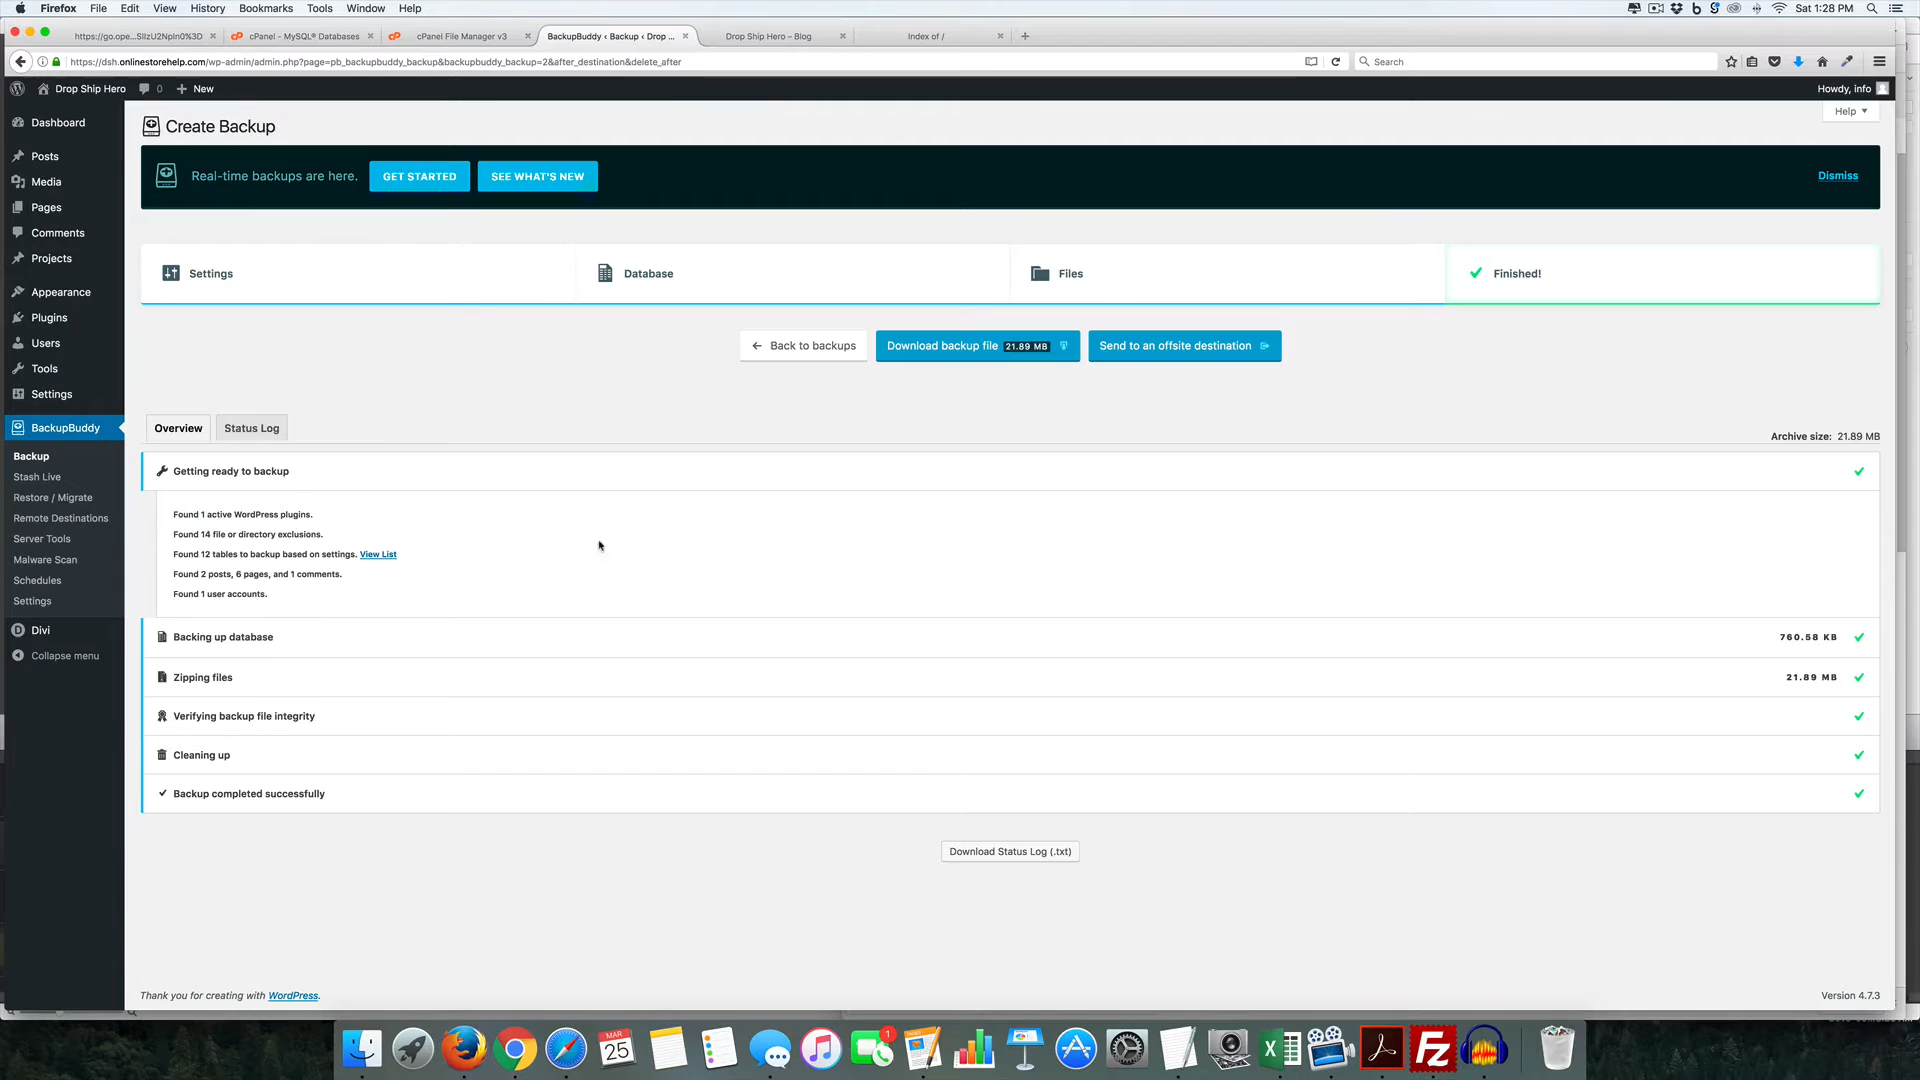 Firefox File Edit View History Bookmarks Tools Window Help Sat 1:28 PM
https://go.ope...SlIzU2NpIn0%3D cPanel - MySQL® Databases cPanel File Manager v3 BackupBuddy ‹ Backup ‹ Drop ... Drop Ship Hero – Blog Index of /
https://dsh.onlinestorehelp.com/wp-admin/admin.php?page=pb_backupbuddy_backup&backupbuddy_backup=2&after_destination&delete_after Search
Drop Ship Hero 0 + New Howdy, info
Help
Create Backup
Real-time backups are here. GET STARTED SEE WHAT'S NEW Dismiss
Settings Database Files Finished!
Back to backups Download backup file 21.89 MB Send to an offsite destination
Overview Status Log
Archive size: 21.89 MB
Getting ready to backup
Found 1 active WordPress plugins.
Found 14 file or directory exclusions.
Found 12 tables to backup based on settings. View List
Found 2 posts, 6 pages, and 1 comments.
Found 1 user accounts.
Backing up database 760.58 KB
Zipping files 21.89 MB
Verifying backup file integrity
Cleaning up
Backup completed successfully
Download Status Log (.txt)
Thank you for creating with WordPress. Version 4.7.3
Dashboard
Posts
Media
Pages
Comments
Projects
Appearance
Plugins
Users
Tools
Settings
BackupBuddy
Backup
Stash Live
Restore / Migrate
Remote Destinations
Server Tools
Malware Scan
Schedules
Settings
Divi
Collapse menu
MAR
25
1